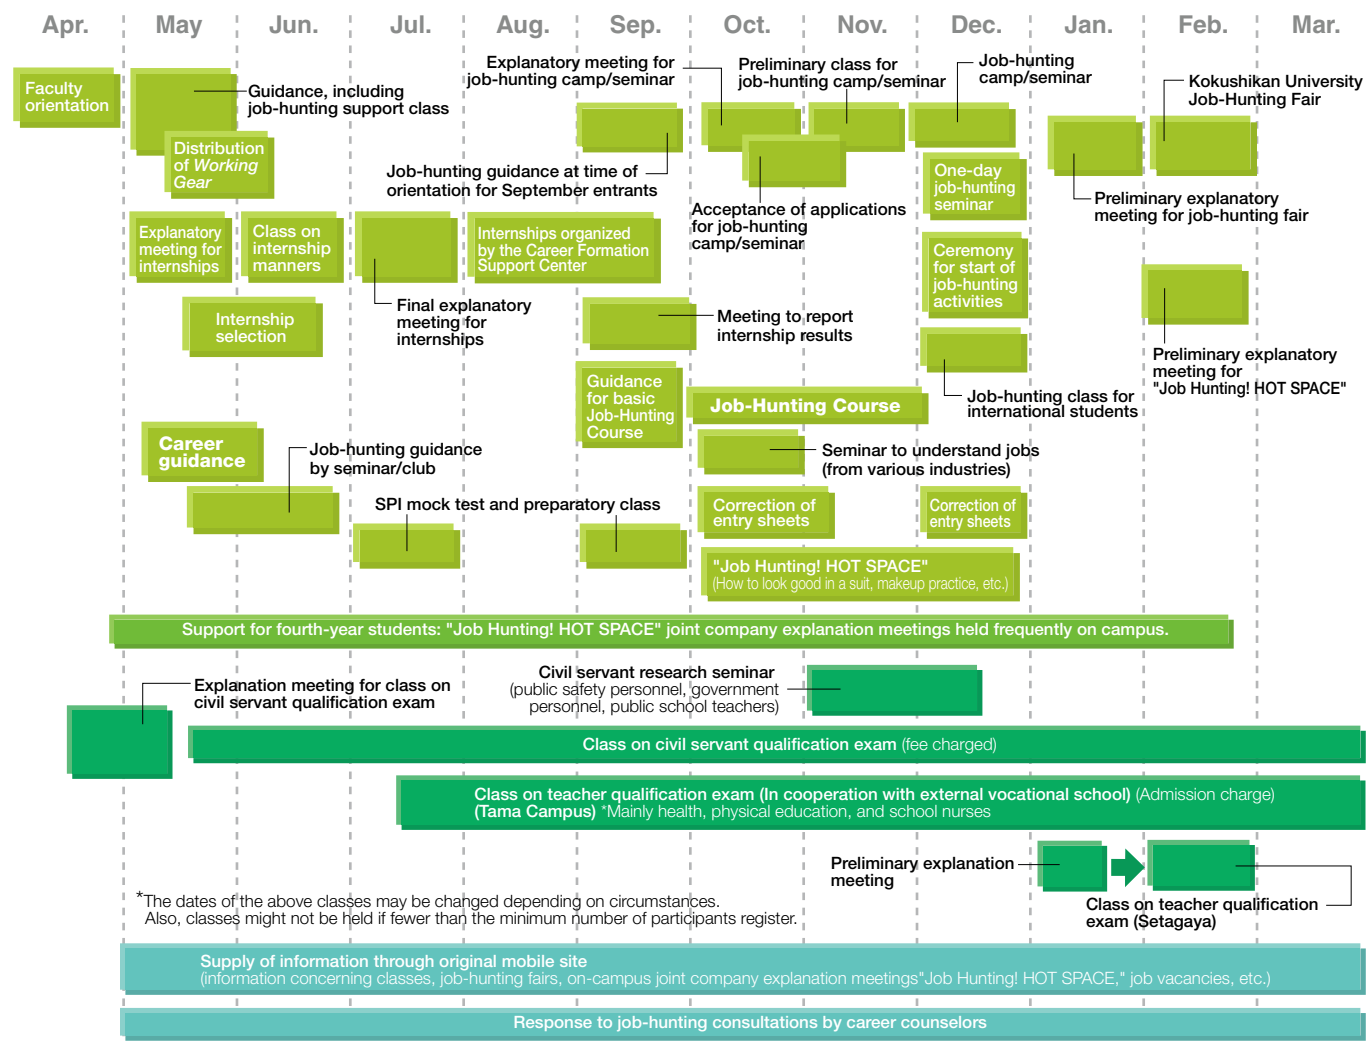 Apr. May Jun. Jul. Aug. Sep. Oct. Nov. Dec. Jan. Feb. Mar.
Faculty
orientation
Guidance, including
job-hunting support class
Distribution
of Working
Gear
Explanatory meeting for
job-hunting camp/seminar
Preliminary class for
job-hunting camp/seminar
Job-hunting
camp/seminar
Kokushikan University
Job-Hunting Fair
Job-hunting guidance at time of
orientation for September entrants
Acceptance of applications
for job-hunting
camp/seminar
One-day
job-hunting
seminar
Preliminary explanatory
meeting for job-hunting fair
Explanatory
meeting for
internships
Class on
internship
manners
Final explanatory
meeting for
internships
Internships organized
by the Career Formation
Support Center
Ceremony
for start of
job-hunting
activities
Internship
selection
Meeting to report
internship results
Preliminary explanatory
meeting for
"Job Hunting! HOT SPACE"
Guidance
for basic
Job-Hunting
Course
Job-Hunting Course
Job-hunting class for
international students
Career
guidance
Job-hunting guidance
by seminar/club
Seminar to understand jobs
(from various industries)
SPI mock test and preparatory class
Correction of
entry sheets
Correction of
entry sheets
"Job Hunting! HOT SPACE"
(How to look good in a suit, makeup practice, etc.)
Support for fourth-year students: "Job Hunting! HOT SPACE" joint company explanation meetings held frequently on campus.
Explanation meeting for class on
civil servant qualification exam
Civil servant research seminar
(public safety personnel, government
personnel, public school teachers)
Class on civil servant qualification exam (fee charged)
Class on teacher qualification exam (In cooperation with external vocational school) (Admission charge)
(Tama Campus) *Mainly health, physical education, and school nurses
Preliminary explanation
meeting
Class on teacher qualification
exam (Setagaya)
*The dates of the above classes may be changed depending on circumstances.
Also, classes might not be held if fewer than the minimum number of participants register.
Supply of information through original mobile site
(information concerning classes, job-hunting fairs, on-campus joint company explanation meetings"Job Hunting! HOT SPACE," job vacancies, etc.)
Response to job-hunting consultations by career counselors